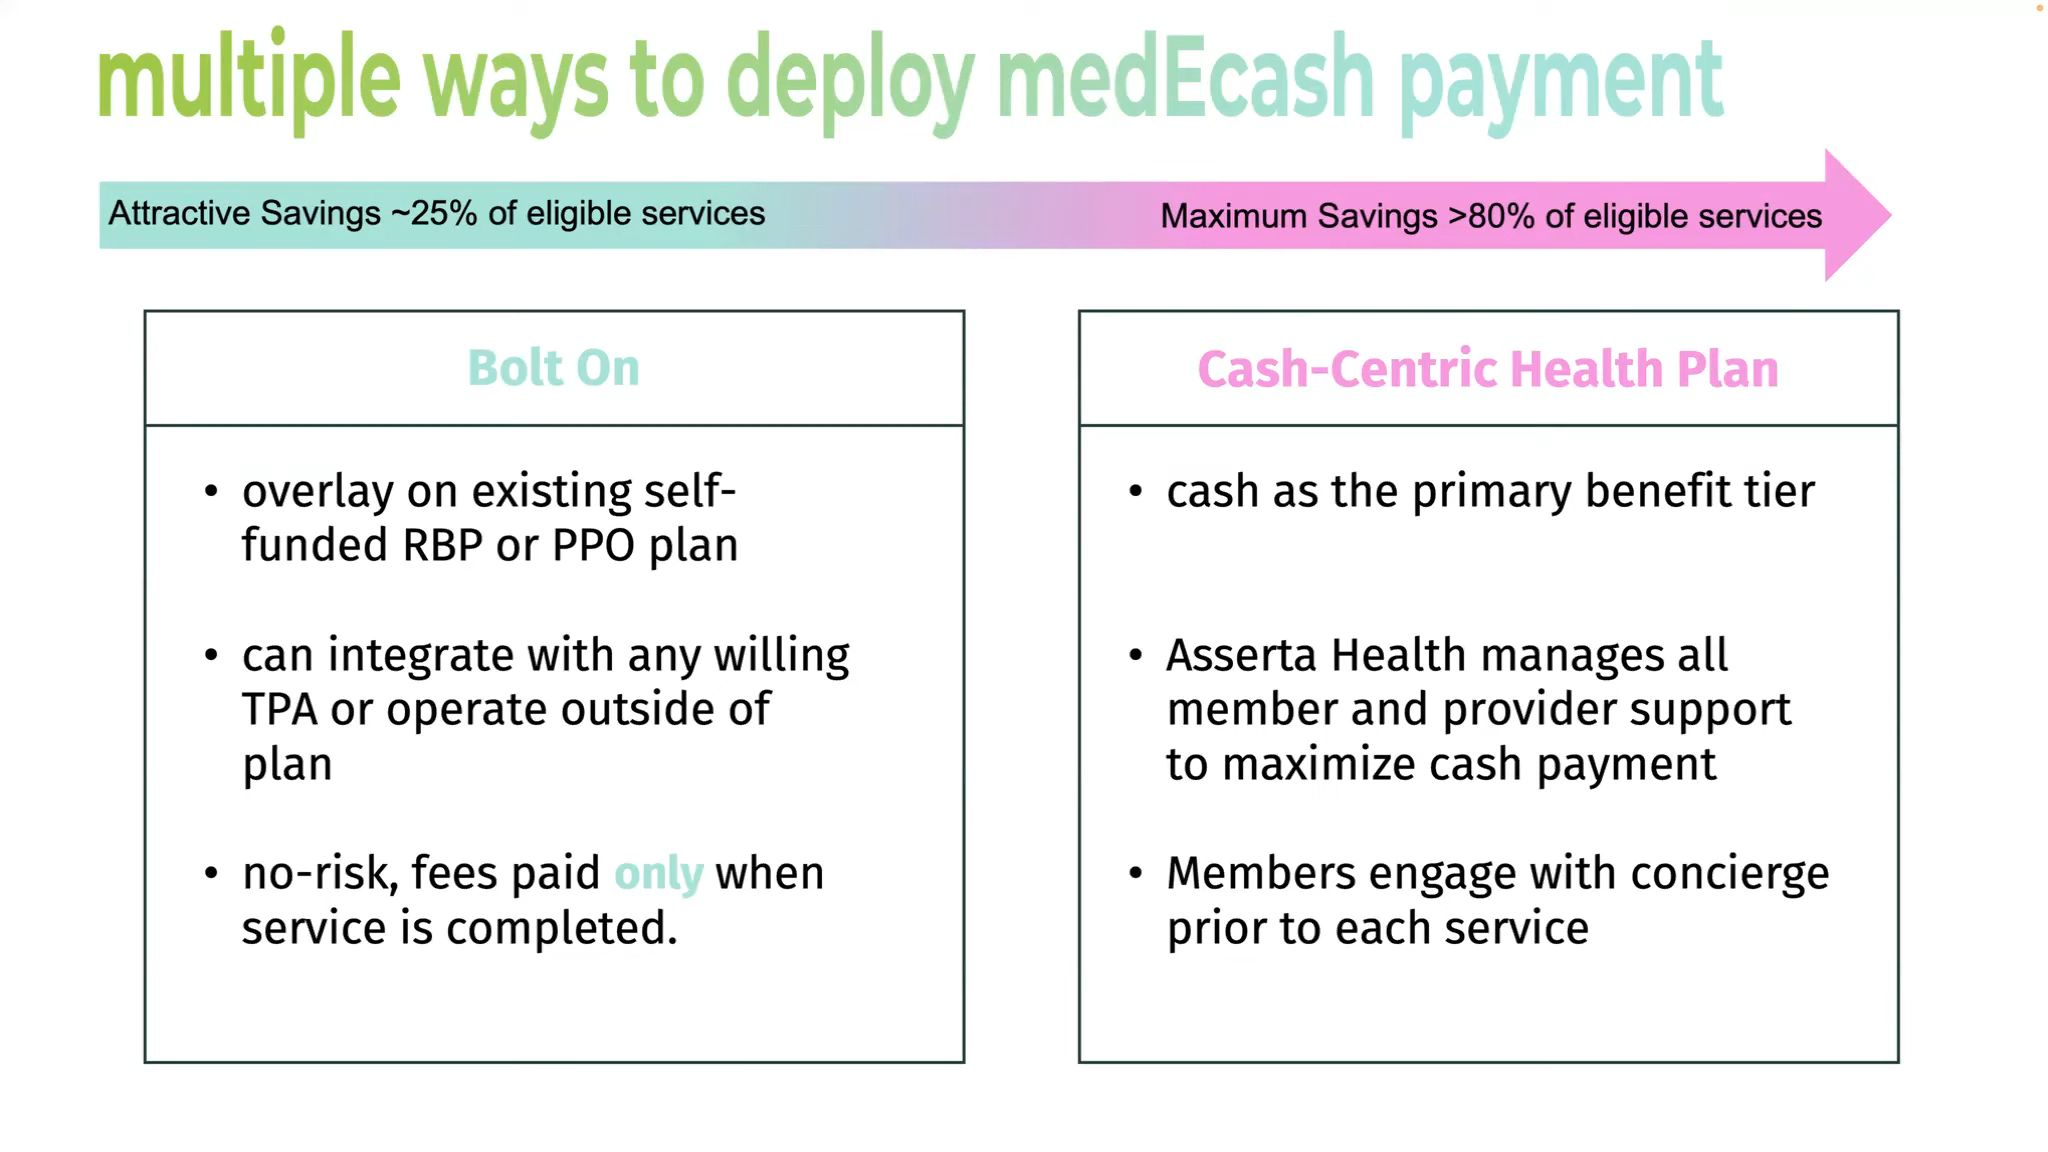 multiple ways to deploy medEcash payment
Attractive Savings ~25% of eligible services
Maximum Savings >80% of eligible services
Bolt On
• overlay on existing self-
funded RBP or PPO plan
• can integrate with any willing
TPA or operate outside of
plan
• no-risk, fees paid only when
service is completed.
Cash-Centric Health Plan
• cash as the primary benefit tier
• Asserta Health manages all
member and provider support
to maximize cash payment
• Members engage with concierge
prior to each service